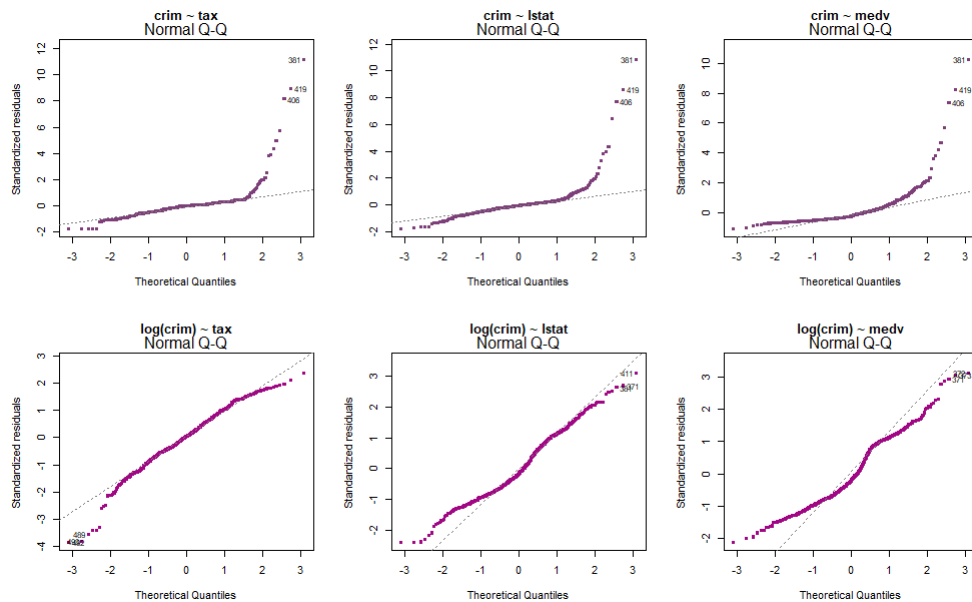 crim ~ tax
Normal Q-Q
Standardized residuals
12
10
8
6
4
2
0
-2
381
419
406
-3 -2 -1 0 1 2 3
Theoretical Quantiles
crim ~ lstat
Normal Q-Q
Standardized residuals
12
10
8
6
4
2
0
-2
381
419
406
-3 -2 -1 0 1 2 3
Theoretical Quantiles
crim ~ medv
Normal Q-Q
Standardized residuals
10
8
6
4
2
0
-2
381
419
406
-3 -2 -1 0 1 2 3
Theoretical Quantiles
log(crim) ~ tax
Normal Q-Q
Standardized residuals
3
2
1
0
-1
-2
-3
-4
489
-3 -2 -1 0 1 2 3
Theoretical Quantiles
log(crim) ~ lstat
Normal Q-Q
Standardized residuals
3
2
1
0
-1
-2
411
371
-3 -2 -1 0 1 2 3
Theoretical Quantiles
log(crim) ~ medv
Normal Q-Q
Standardized residuals
3
2
1
0
-1
-2
371
-3 -2 -1 0 1 2 3
Theoretical Quantiles